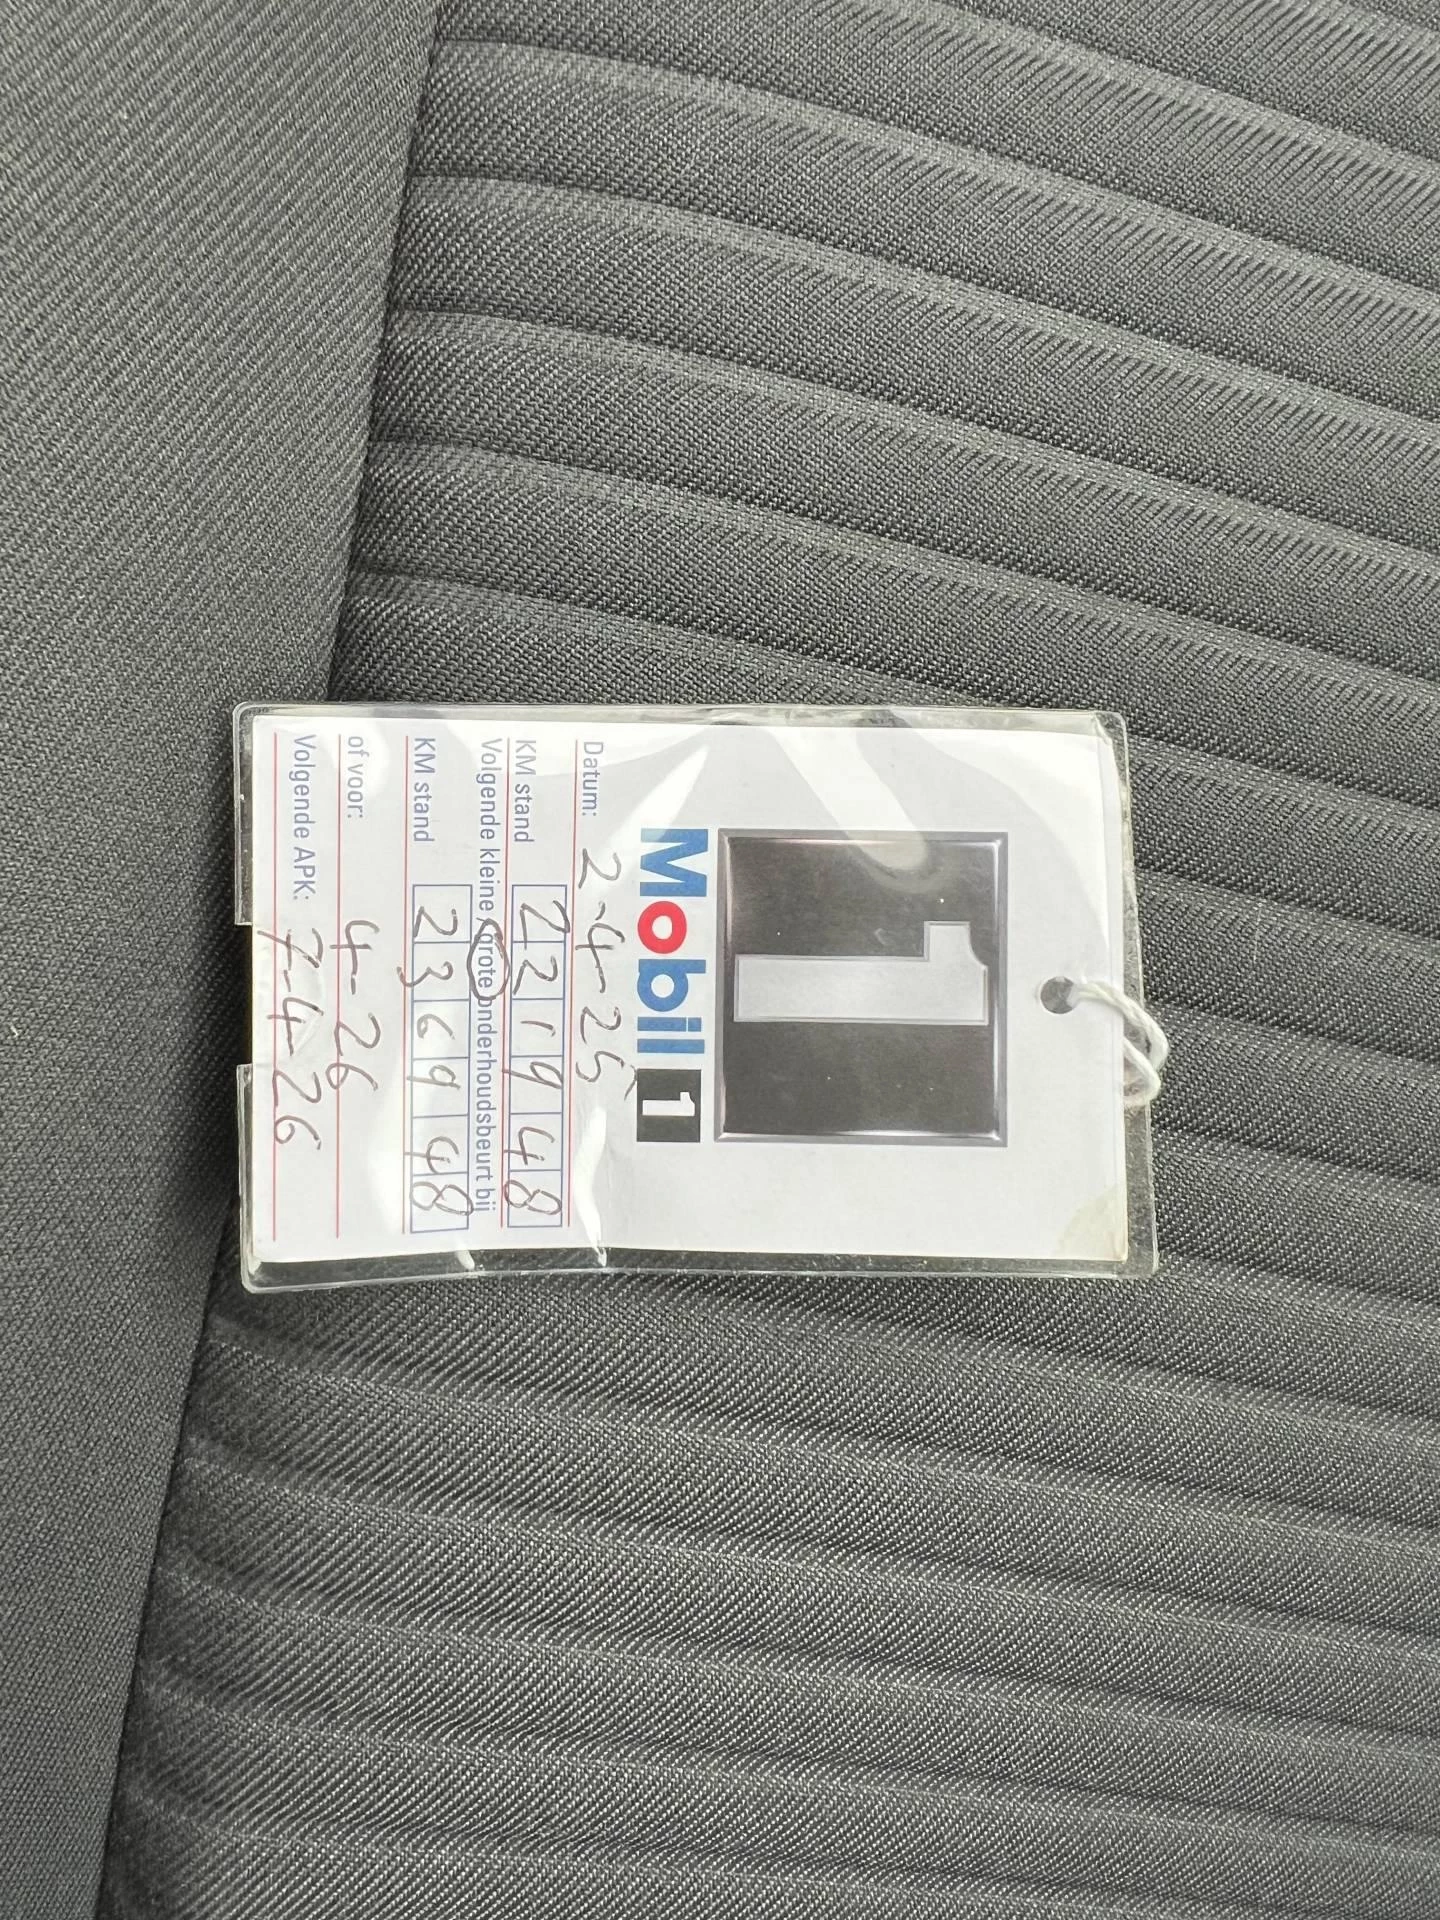 1
Mobil 1
Datum: 2-4-25
KM stand 221948
Volgende kleine / grote onderhoudsbeurt bij
KM stand 236948
of voor: 4-26
Volgende APK: 7-4-26